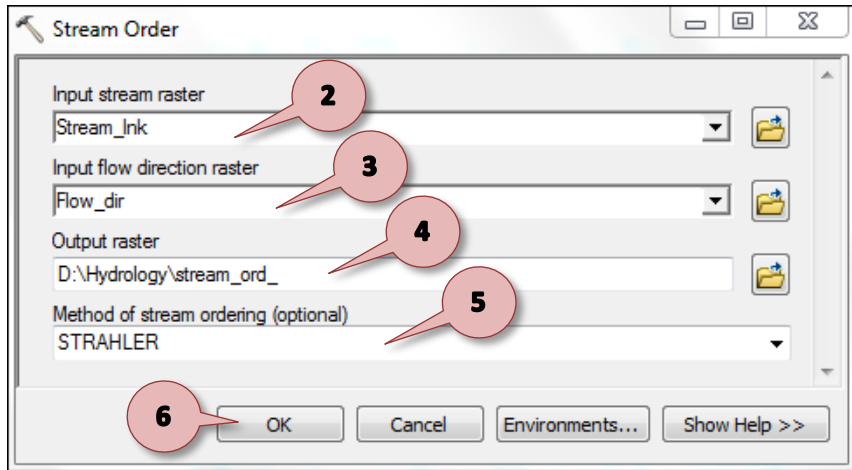 Stream Order
Input stream raster
2
Stream_lnk
Input flow direction raster
3
Flow_dir
Output raster
4
D:\Hydrology\stream_ord_
Method of stream ordering (optional)
5
STRAHLER
6
OK Cancel Environments... Show Help >>